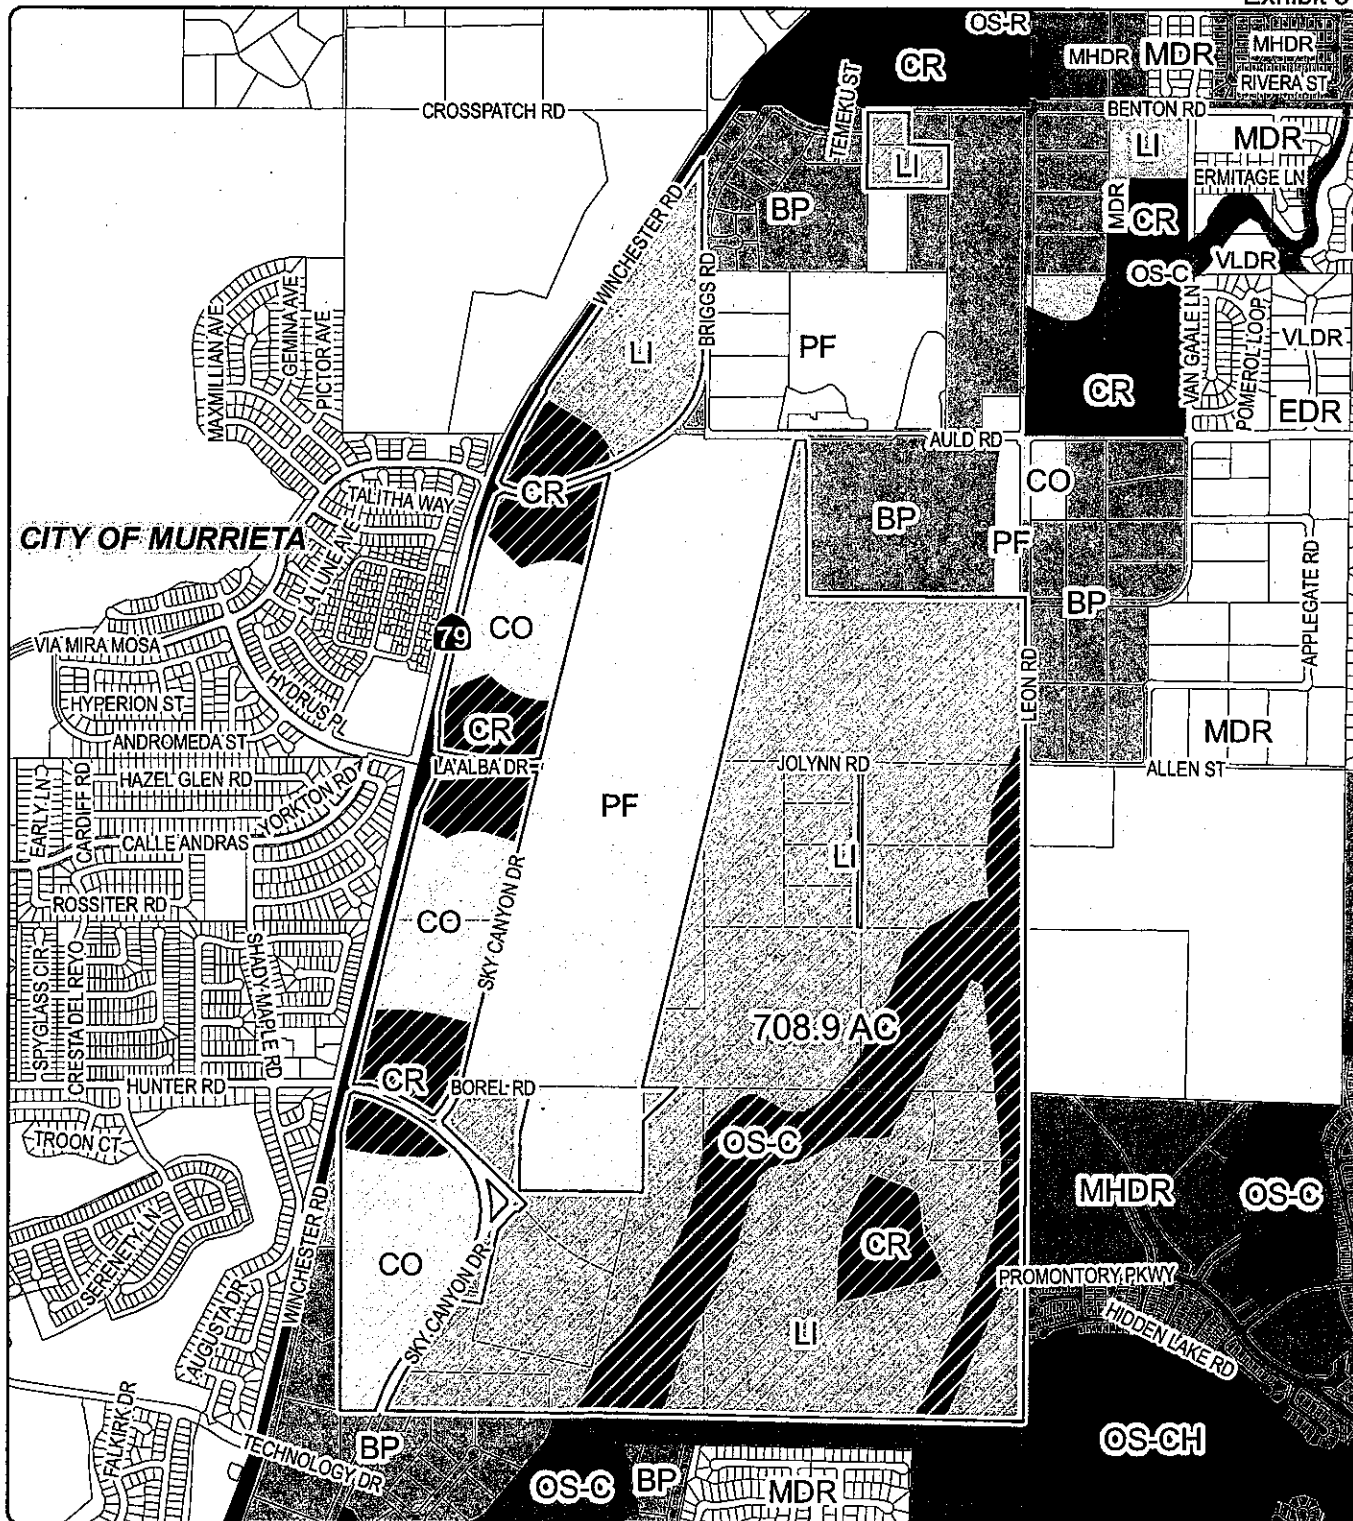 OS-R
CR
MHDR
MDR
MHDR
RIVERA ST
TEMEKU ST
CROSSPATCH RD
BENTON RD
LI
MDR
LI
ERMITAGE LN
WINCHESTER RD
BP
MDR
CR
BRIGGS RD
OS-C
VLDR
MAXMILLIAN AVE
GEMINA AVE
PICTOR AVE
LI
PF
VAN GAALE LN
POMEROL LOOP
VLDR
CR
EDR
AULD RD
TALITHA WAY
CR
CO
CITY OF MURRIETA
LA LUNE AVE
BP
PF
APPLEGATE RD
BP
79
CO
VIA MIRA MOSA
HYDRUS PL
HYPERION ST
LEON RD
CR
MDR
ANDROMEDA ST
LA ALBA DR
JOLYNN RD
ALLEN ST
EARLY LN
CARDIFF RD
HAZEL GLEN RD
YORKTON RD
PF
CALLE ANDRAS
LI
ROSSITER RD
CO
SKY CANYON DR
SPYGLASS CIR
CRESTA DEL REYO
SHADY MAPLE RD
708.9 AC
HUNTER RD
CR
BOREL RD
TROON CT
OS-C
MHDR
OS-C
SERENETY LN
WINCHESTER RD
CR
CO
SKY CANYON DR
PROMONTORY PKWY
AUGUSTA DR
LI
HIDDEN LAKE RD
FALKIRK DR
TECHNOLOGY DR
BP
OS-CH
OS-C
BP
MDR